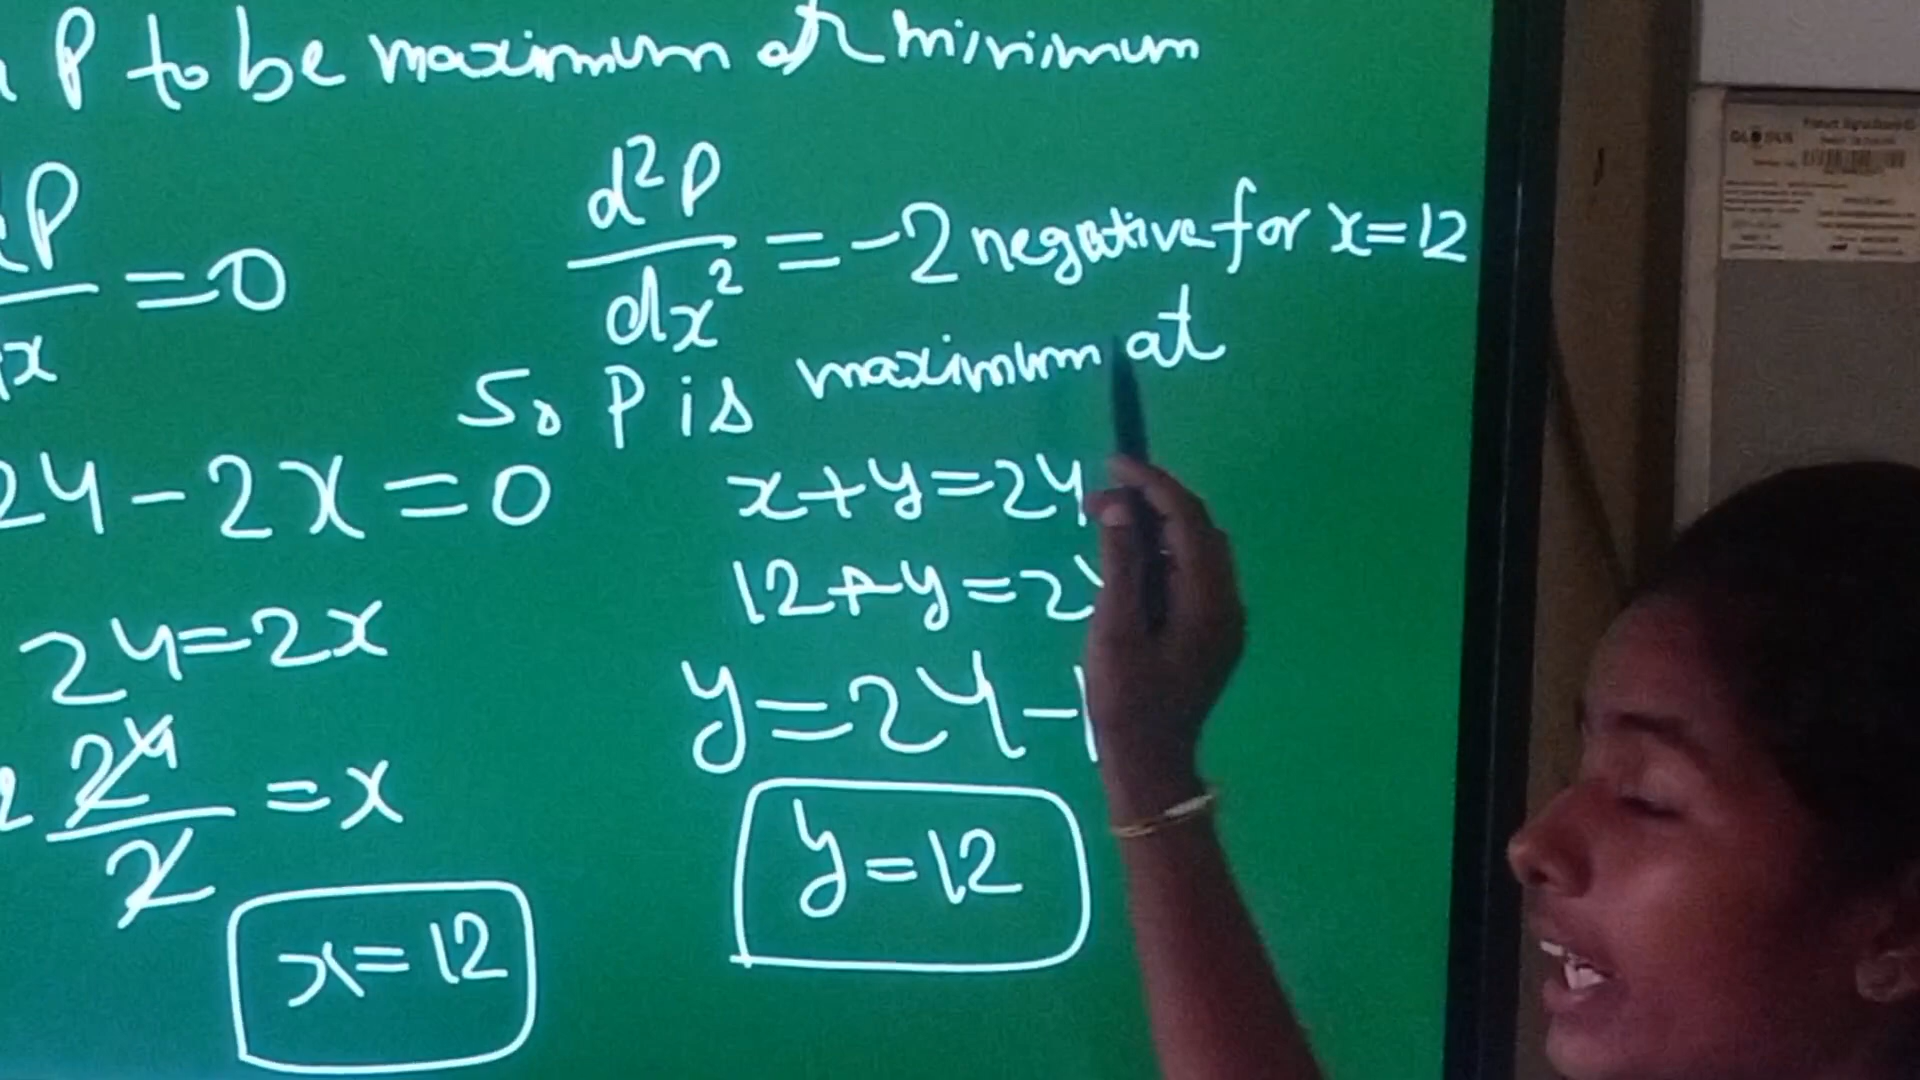 P to be maximum or minimum
dP/dx = 0
d²P/dx² = -2 negative for x = 12
So P is maximum at
24 - 2x = 0
x + y = 24
12 + y = 2
24 = 2x
y = 24 - 1
24/2 = x
y = 12
x = 12